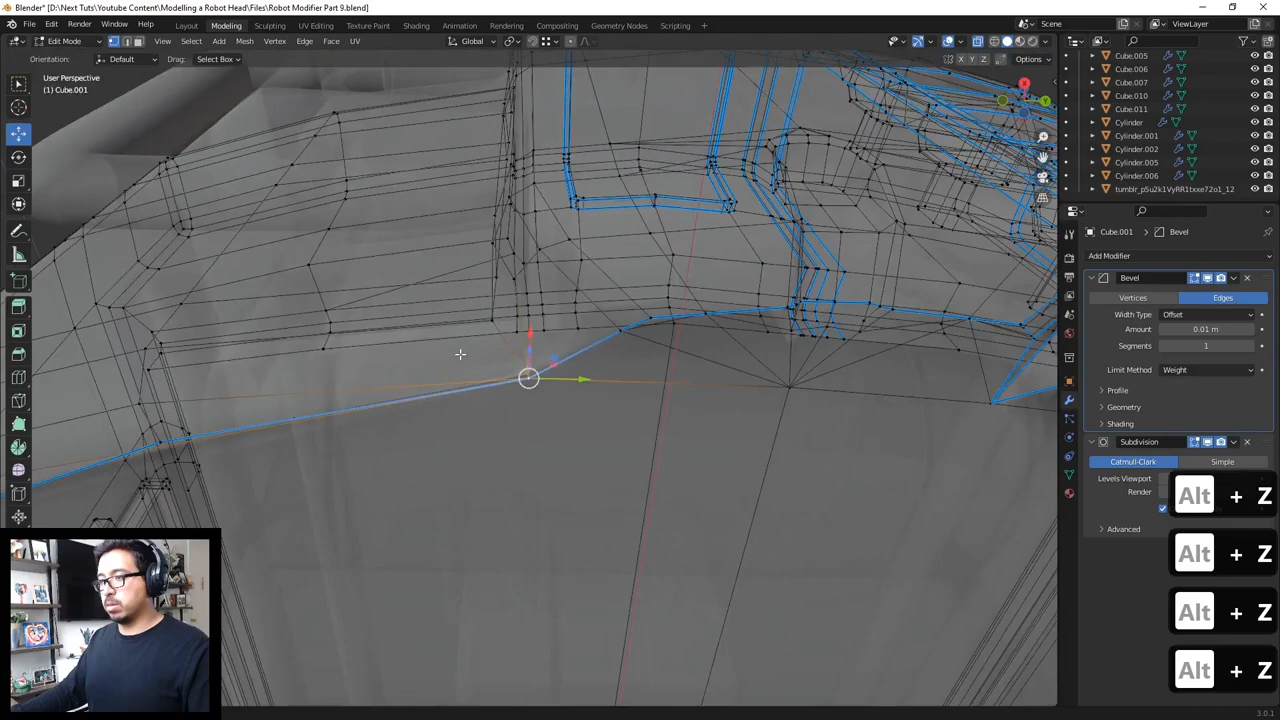 Blender* [D:\Next Tuts\Youtube Content\Modelling a Robot Head\Files\Robot Modifier Part 9.blend]
File Edit Render Window Help Layout Modeling Sculpting UV Editing Texture Paint Shading Animation Rendering Compositing Geometry Nodes Scripting Scene ViewLayer
Edit Mode View Select Add Mesh Vertex Edge Face UV Global
Orientation: Default Drag: Select Box X Y Z Options
User Perspective
(1) Cube.001
X
Y
Cube.005
Cube.006
Cube.007
Cube.010
Cube.011
Cylinder
Cylinder.001
Cylinder.002
Cylinder.005
Cylinder.006
tumblr_p5u2k1VyRR1txxe72o1_12
Cube.001 Bevel
Add Modifier
Bevel
Vertices Edges
Width Type Offset
Amount 0.01 m
Segments 1
Limit Method Weight
Profile
Geometry
Shading
Subdivision
Catmull-Clark Simple
Levels Viewport
Render
Advanced
Alt + Z
Alt + Z
Alt + Z
Alt + Z
3.0.1